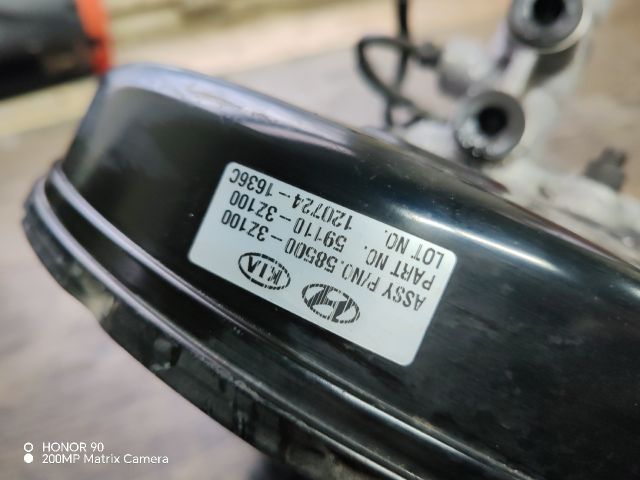 KIA
ASSY P/NO.58500-3Z100
PART NO. 59110-3Z100
LOT NO. 120724-1636C
HONOR 90
200MP Matrix Camera